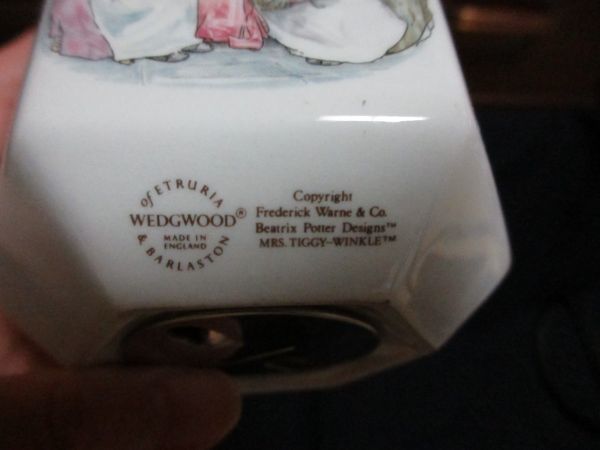 of ETRURIA
WEDGWOOD®
MADE IN
ENGLAND
& BARLASTON
Copyright
Frederick Warne & Co.
Beatrix Potter Designs™
MRS. TIGGY-WINKLE™